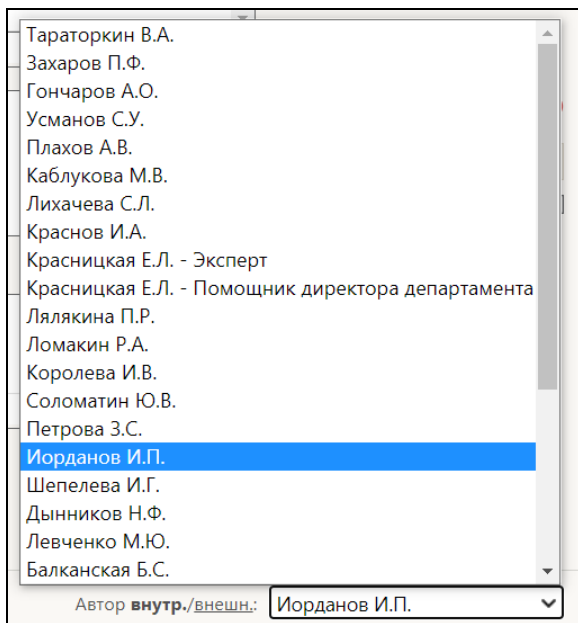 Тараторкин В.А.
Захаров П.Ф.
Гончаров А.О.
Усманов С.У.
Плахов А.В.
Каблукова М.В.
Лихачева С.Л.
Краснов И.А.
Красницкая Е.Л. - Эксперт
Красницкая Е.Л. - Помощник директора департамента
Лялякина П.Р.
Ломакин Р.А.
Королева И.В.
Соломатин Ю.В.
Петрова З.С.
Иорданов И.П.
Шепелева И.Г.
Дынников Н.Ф.
Левченко М.Ю.
Балканская Б.С.
Автор внутр./внешн.: Иорданов И.П.